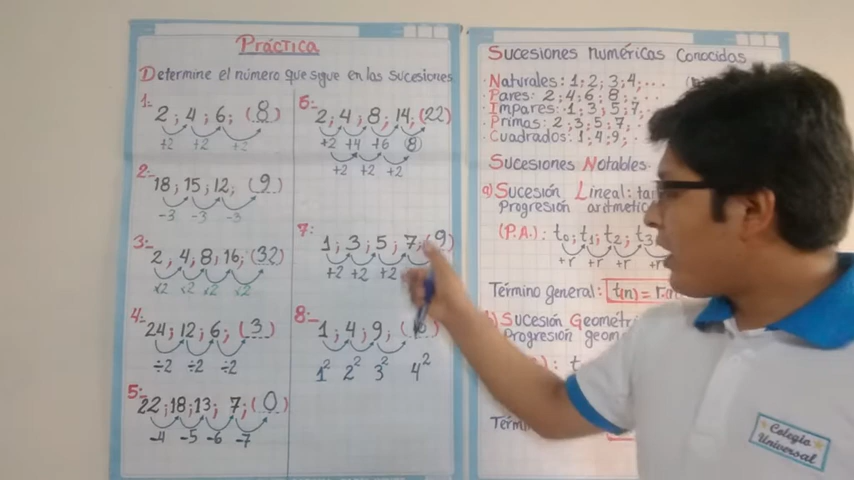 Práctica
Determine el número que sigue en las sucesiones
1:- 2; 4; 6; (8)
+2 +2 +2
2:- 18; 15; 12; (9)
-3 -3 -3
3:- 2, 4; 8; 16; (32)
×2 ×2 ×2 ×2
4:- 24; 12; 6; (3)
÷2 ÷2 ÷2
5:- 22; 18; 13; 7; (0)
-4 -5 -6 -7
6:- 2; 4; 8; 14; (22)
+2 +4 +6 (8)
+2 +2 +2
7:- 1; 3; 5; 7; (9)
+2 +2 +2
8:- 1; 4; 9; (
1² 2² 3² 4²
Sucesiones numéricas Conocidas
· Naturales: 1; 2; 3; 4; ...
· Pares: 2; 4; 6; 8;
· Impares: 1; 3; 5; 7;
· Primas: 2; 3; 5; 7;
· Cuadrados: 1; 4; 9;
Sucesiones Notables:
a) Sucesión Lineal:
Progresión aritmética
(P.A.): t₀; t₁; t₂; t₃
+r +r +r
Término general: t(n) = r.n
Sucesión Geométri
Progresión geom
Térmi
Colegio
Universal